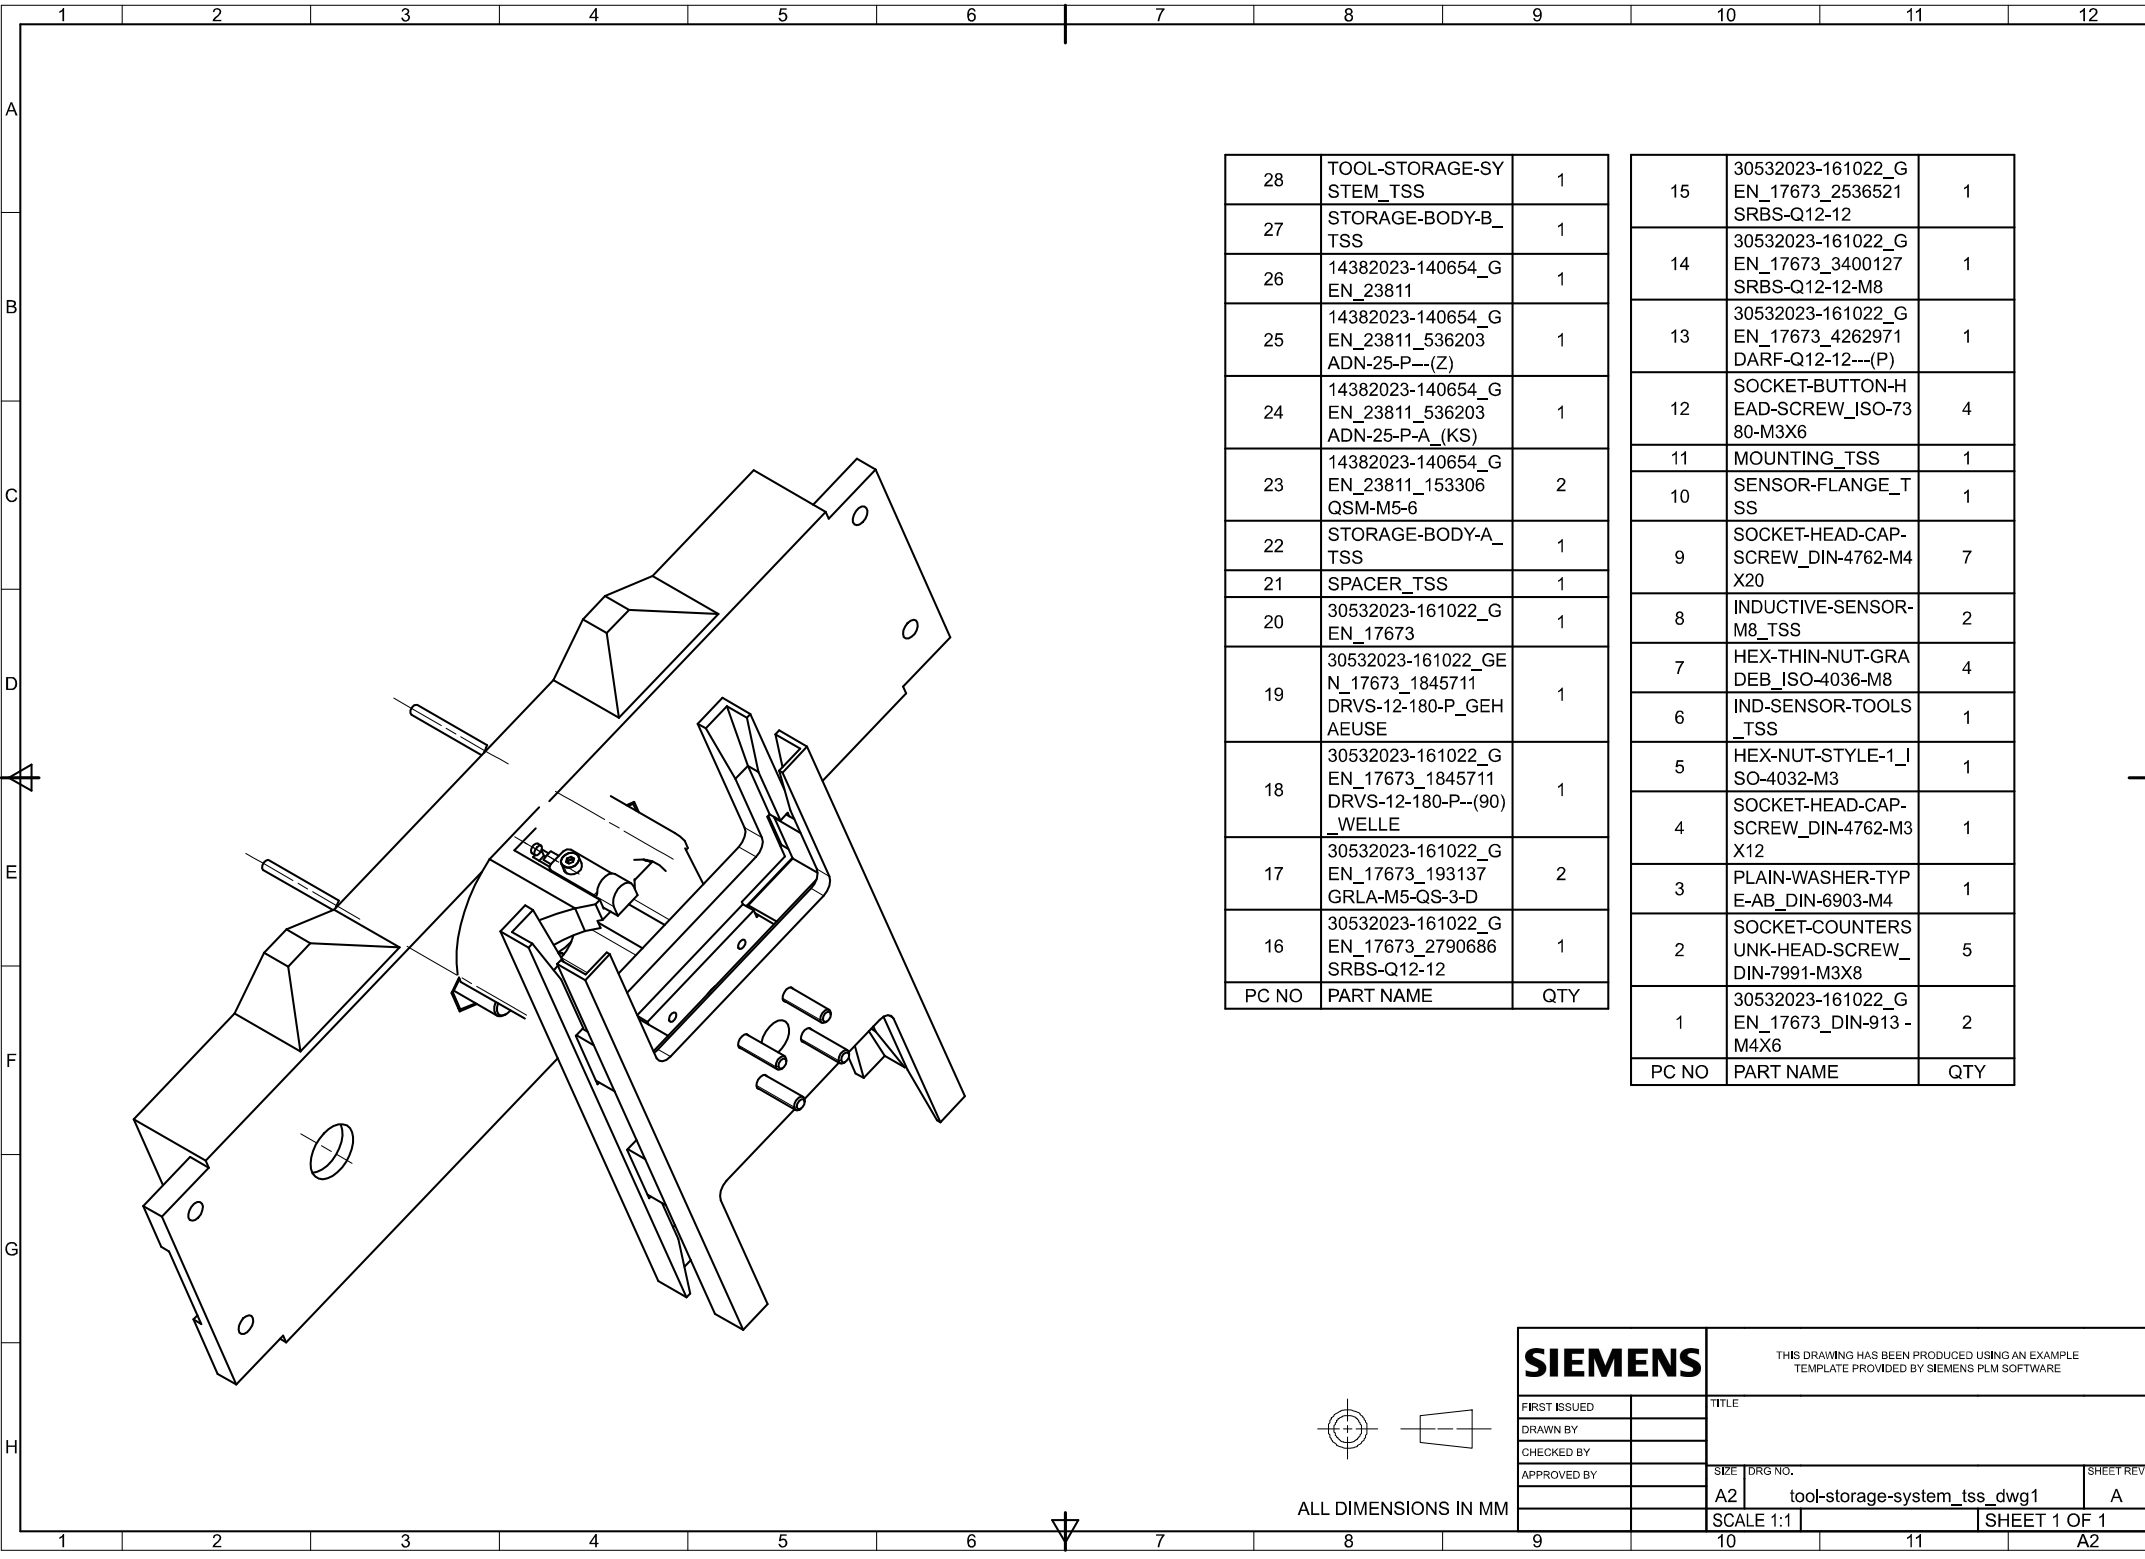 1 2 3 4 5 6 7 8 9 10 11 12
A
B
C
D
E
F
G
H
28 TOOL-STORAGE-SY 1
STEM_TSS
27 STORAGE-BODY-B_ 1
TSS
26 14382023-140654_G 1
EN_23811
25 14382023-140654_G 1
EN_23811_536203
ADN-25-P---(Z)
24 14382023-140654_G 1
EN_23811_536203
ADN-25-P-A_(KS)
23 14382023-140654_G 2
EN_23811_153306
QSM-M5-6
22 STORAGE-BODY-A_ 1
TSS
21 SPACER_TSS 1
20 30532023-161022_G 1
EN_17673
19 30532023-161022_GE 1
N_17673_1845711
DRVS-12-180-P_GEH
AEUSE
18 30532023-161022_G 1
EN_17673_1845711
DRVS-12-180-P--(90)
_WELLE
17 30532023-161022_G 2
EN_17673_193137
GRLA-M5-QS-3-D
16 30532023-161022_G 1
EN_17673_2790686
SRBS-Q12-12
PC NO PART NAME QTY
15 30532023-161022_G 1
EN_17673_2536521
SRBS-Q12-12
14 30532023-161022_G 1
EN_17673_3400127
SRBS-Q12-12-M8
13 30532023-161022_G 1
EN_17673_4262971
DARF-Q12-12---(P)
12 SOCKET-BUTTON-H 4
EAD-SCREW_ISO-73
80-M3X6
11 MOUNTING_TSS 1
10 SENSOR-FLANGE_T 1
SS
9 SOCKET-HEAD-CAP- 7
SCREW_DIN-4762-M4
X20
8 INDUCTIVE-SENSOR- 2
M8_TSS
7 HEX-THIN-NUT-GRA 4
DEB_ISO-4036-M8
6 IND-SENSOR-TOOLS 1
_TSS
5 HEX-NUT-STYLE-1_I 1
SO-4032-M3
4 SOCKET-HEAD-CAP- 1
SCREW_DIN-4762-M3
X12
3 PLAIN-WASHER-TYP 1
E-AB_DIN-6903-M4
2 SOCKET-COUNTERS 5
UNK-HEAD-SCREW_
DIN-7991-M3X8
1 30532023-161022_G 2
EN_17673_DIN-913 -
M4X6
PC NO PART NAME QTY
SIEMENS
THIS DRAWING HAS BEEN PRODUCED USING AN EXAMPLE
TEMPLATE PROVIDED BY SIEMENS PLM SOFTWARE
FIRST ISSUED
DRAWN BY
CHECKED BY
APPROVED BY
TITLE
SIZE DRG NO. SHEET REV
A2 tool-storage-system_tss_dwg1 A
SCALE 1:1 SHEET 1 OF 1
ALL DIMENSIONS IN MM
1 2 3 4 5 6 7 8 9 10 11 A2